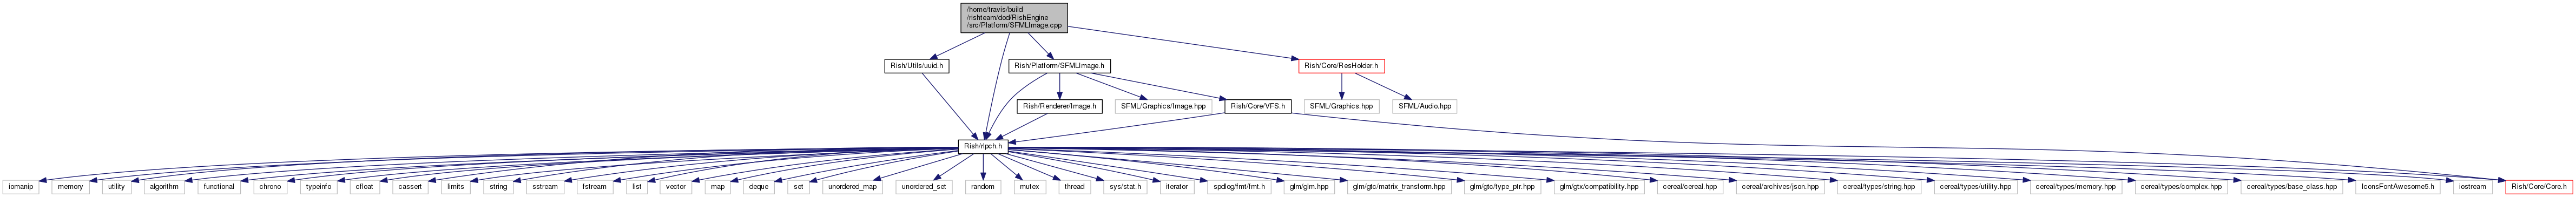 /home/travis/build
/rishteam/dod/RishEngine
/src/Platform/SFMLImage.cpp
Rish/Utils/uuid.h
Rish/Platform/SFMLImage.h
Rish/Core/ResHolder.h
Rish/Renderer/Image.h
SFML/Graphics/Image.hpp
Rish/Core/VFS.h
SFML/Graphics.hpp
SFML/Audio.hpp
Rish/rlpch.h
iomanip
memory
utility
algorithm
functional
chrono
typeinfo
cfloat
cassert
limits
string
sstream
fstream
list
vector
map
deque
set
unordered_map
unordered_set
random
mutex
thread
sys/stat.h
iterator
spdlog/fmt/fmt.h
glm/glm.hpp
glm/gtc/matrix_transform.hpp
glm/gtc/type_ptr.hpp
glm/gtx/compatibility.hpp
cereal/cereal.hpp
cereal/archives/json.hpp
cereal/types/string.hpp
cereal/types/utility.hpp
cereal/types/memory.hpp
cereal/types/complex.hpp
cereal/types/base_class.hpp
IconsFontAwesome5.h
iostream
Rish/Core/Core.h